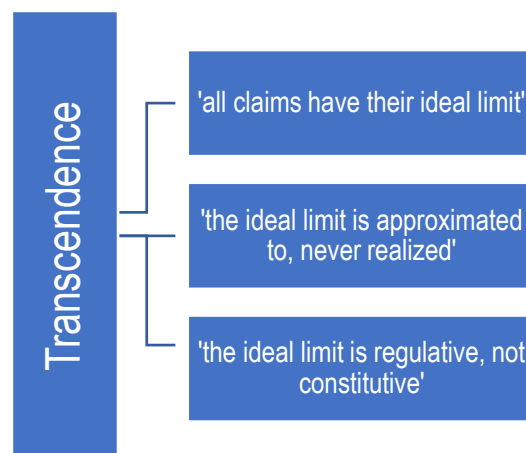 Transcendence
'all claims have their ideal limit'
'the ideal limit is approximated
to, never realized'
'the ideal limit is regulative, not
constitutive'